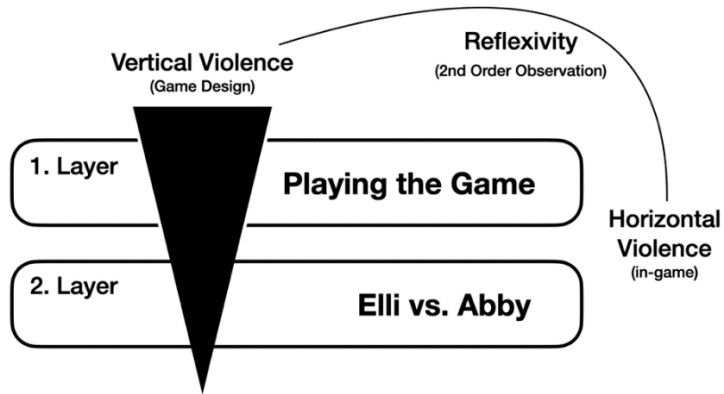 Vertical Violence
(Game Design)
Reflexivity
(2nd Order Observation)
1. Layer
Playing the Game
Horizontal
Violence
(in-game)
2. Layer
Elli vs. Abby